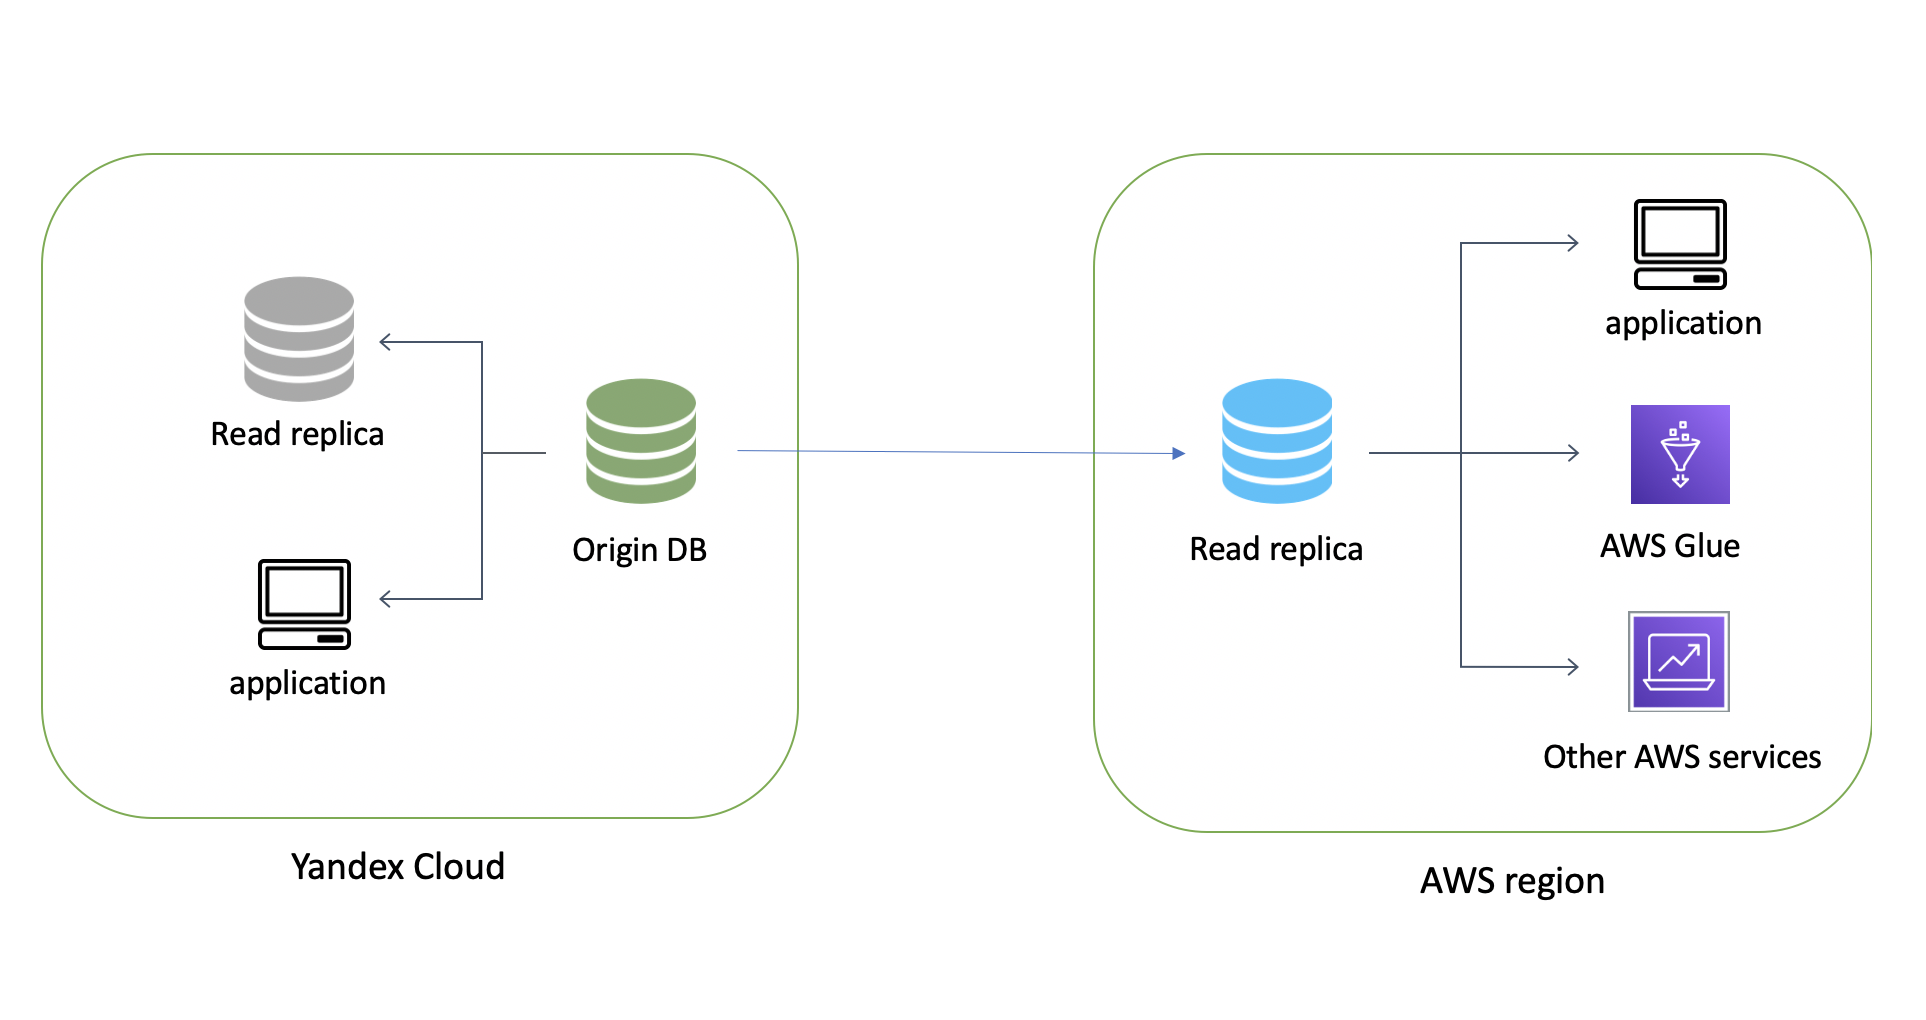 Read replica
Origin DB
application
Yandex Cloud
Read replica
application
AWS Glue
Other AWS services
AWS region